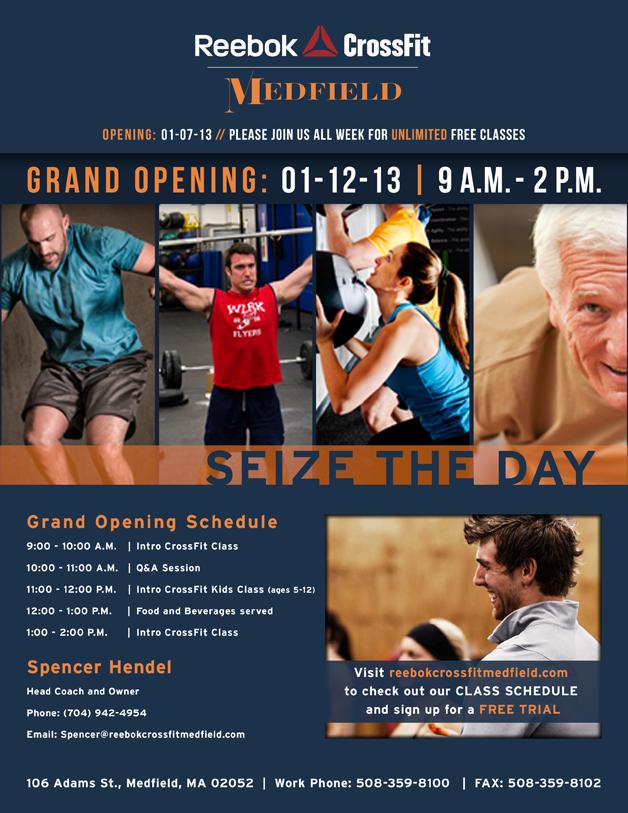 Reebok CrossFit
MEDFIELD
OPENING: 01-07-13 // PLEASE JOIN US ALL WEEK FOR UNLIMITED FREE CLASSES
GRAND OPENING: 01-12-13 | 9 A.M. - 2 P.M.
WLRK
FLYERS
SEIZE THE DAY
Grand Opening Schedule
9:00 - 10:00 A.M. | Intro CrossFit Class
10:00 - 11:00 A.M. | Q&A Session
11:00 - 12:00 P.M. | Intro CrossFit Kids Class (ages 5-12)
12:00 - 1:00 P.M. | Food and Beverages served
1:00 - 2:00 P.M. | Intro CrossFit Class
Spencer Hendel
Head Coach and Owner
Phone: (704) 942-4954
Email: Spencer@reebokcrossfitmedfield.com
Visit reebokcrossfitmedfield.com
to check out our CLASS SCHEDULE
and sign up for a FREE TRIAL
106 Adams St., Medfield, MA 02052 | Work Phone: 508-359-8100 | FAX: 508-359-8102